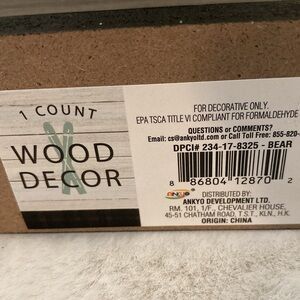 1 COUNT
WOOD
DECOR
FOR DECORATIVE ONLY.
EPA TSCA TITLE VI COMPLIANT FOR FORMALDEHYDE
QUESTIONS or COMMENTS?
Email: cs@ankyoltd.com or Call Toll Free: 855-820-
DPCI# 234-17-8325 - BEAR
8 86804 12870 2
ANKYO
DISTRIBUTED BY:
ANKYO DEVELOPMENT LTD.
RM. 101, 1/F., CHEVALIER HOUSE,
45-51 CHATHAM ROAD, T.S.T., KLN., H.K.
ORIGIN: CHINA